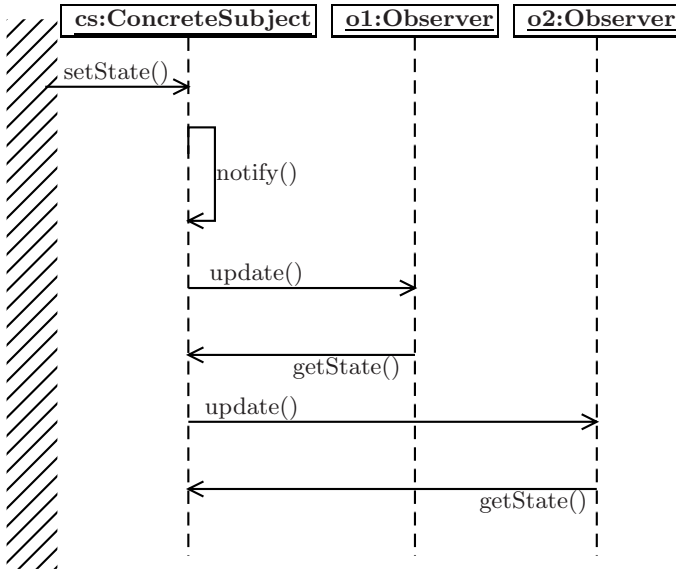 cs:ConcreteSubject o1:Observer o2:Observer
setState()
notify()
update()
getState()
update()
getState()